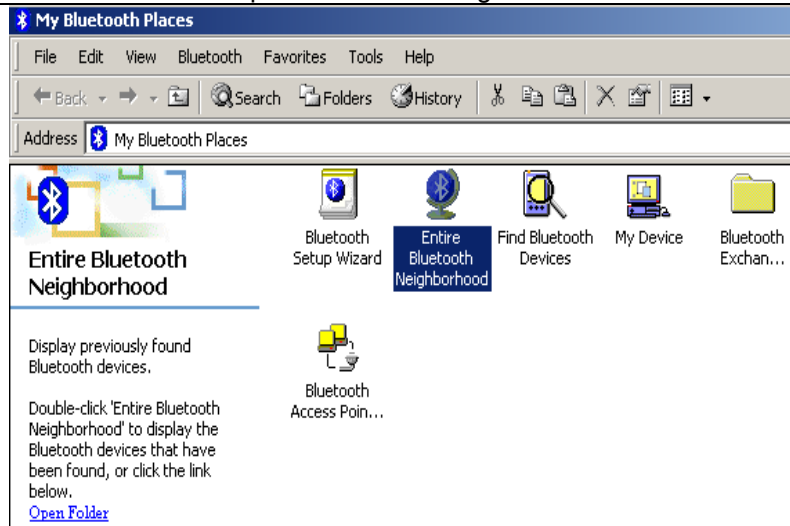 My Bluetooth Places
File Edit View Bluetooth Favorites Tools Help
Back Search Folders History
Address My Bluetooth Places
Entire Bluetooth
Neighborhood
Display previously found
Bluetooth devices.
Double-click 'Entire Bluetooth
Neighborhood' to display the
Bluetooth devices that have
been found, or click the link
below.
Open Folder
Bluetooth
Setup Wizard
Entire
Bluetooth
Neighborhood
Find Bluetooth
Devices
My Device
Bluetooth
Exchan...
Bluetooth
Access Poin...